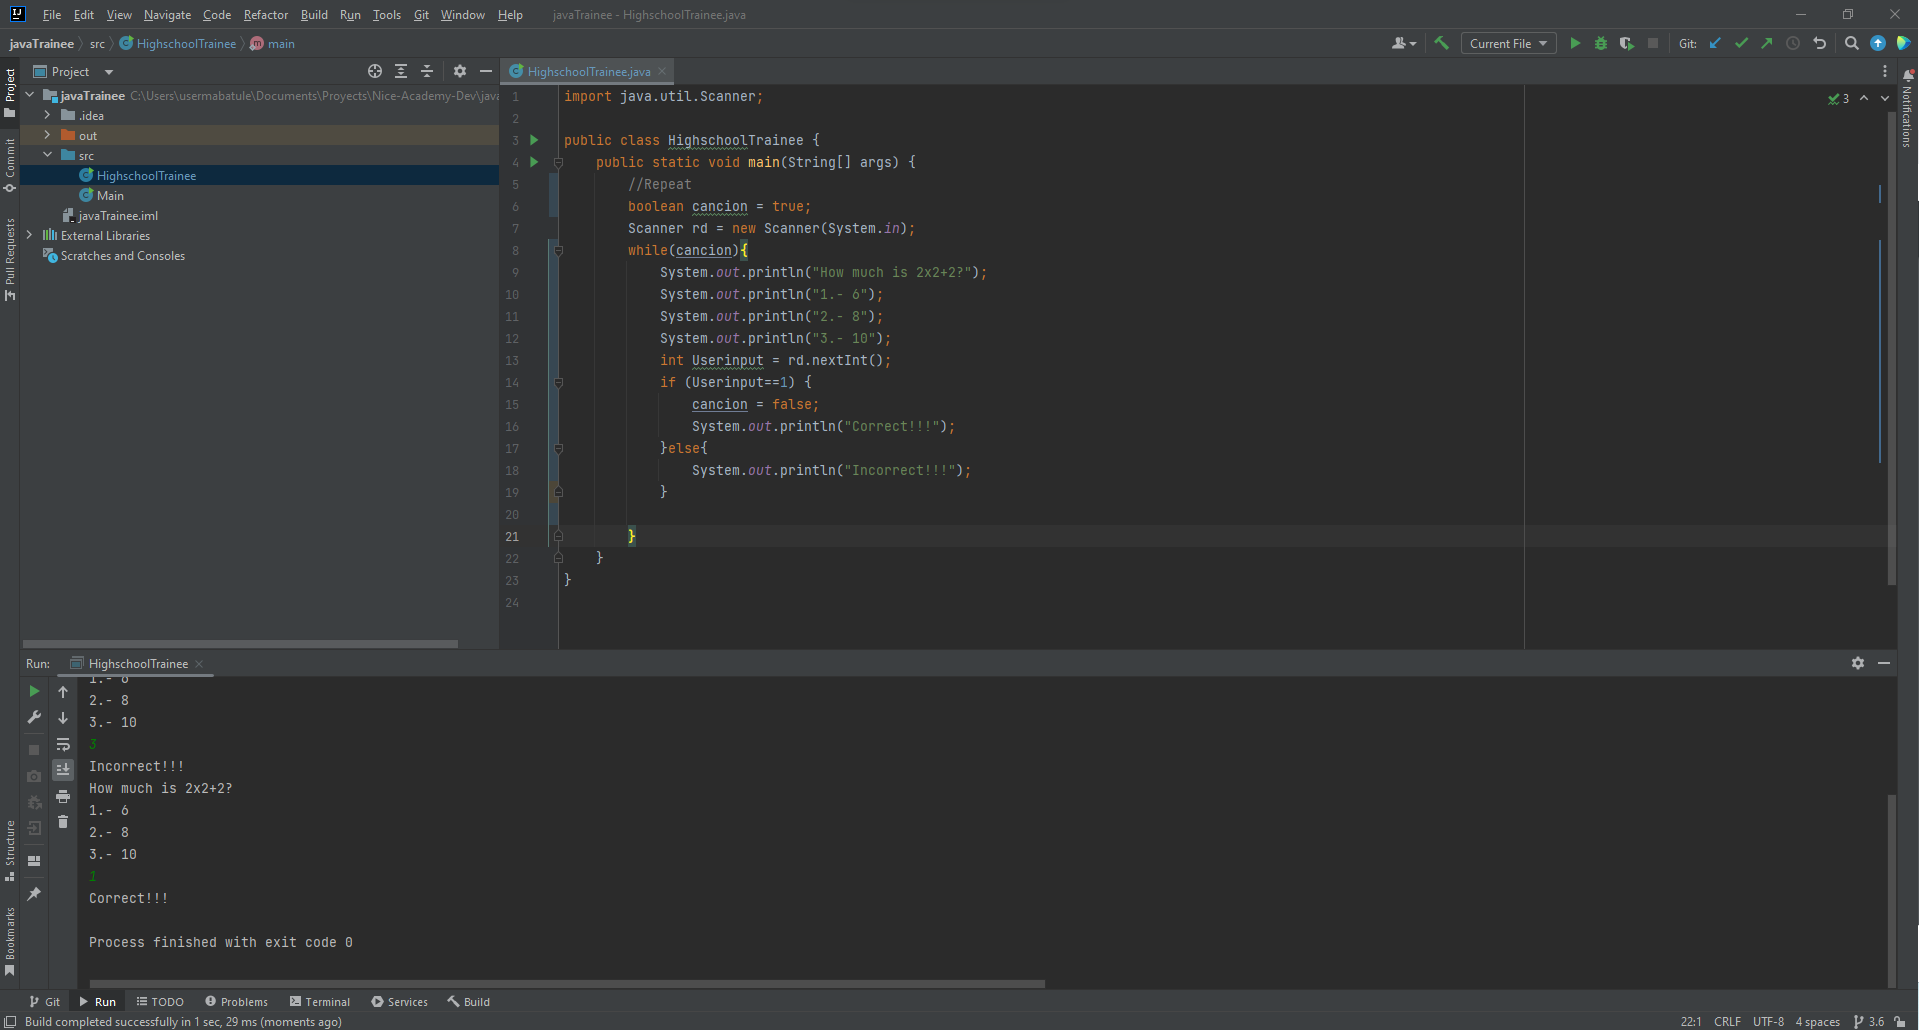 File Edit View Navigate Code Refactor Build Run Tools Git Window Help javaTrainee - HighschoolTrainee.java
javaTrainee src HighschoolTrainee main Current File Git:
Project
HighschoolTrainee.java
javaTrainee C:\Users\usermabatule\Documents\Proyects\Nice-Academy-Dev\java
.idea
out
src
HighschoolTrainee
Main
javaTrainee.iml
External Libraries
Scratches and Consoles
Project
Commit
Pull Requests
Structure
Bookmarks
Notifications
3
1 import java.util.Scanner;
2
3 public class HighschoolTrainee {
4 public static void main(String[] args) {
5 //Repeat
6 boolean cancion = true;
7 Scanner rd = new Scanner(System.in);
8 while(cancion){
9 System.out.println("How much is 2x2+2?");
10 System.out.println("1.- 6");
11 System.out.println("2.- 8");
12 System.out.println("3.- 10");
13 int Userinput = rd.nextInt();
14 if (Userinput==1) {
15 cancion = false;
16 System.out.println("Correct!!!");
17 }else{
18 System.out.println("Incorrect!!!");
19 }
20
21 }
22 }
23 }
24
Run: HighschoolTrainee
1.- 6
2.- 8
3.- 10
3
Incorrect!!!
How much is 2x2+2?
1.- 6
2.- 8
3.- 10
1
Correct!!!
Process finished with exit code 0
Git Run TODO Problems Terminal Services Build
Build completed successfully in 1 sec, 29 ms (moments ago) 22:1 CRLF UTF-8 4 spaces 3.6